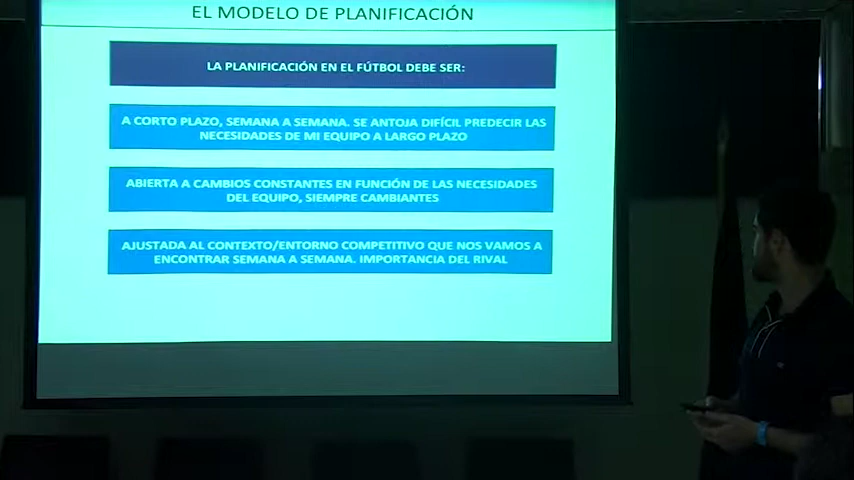 EL MODELO DE PLANIFICACIÓN
LA PLANIFICACIÓN EN EL FÚTBOL DEBE SER:
A CORTO PLAZO, SEMANA A SEMANA. SE ANTOJA DIFÍCIL PREDECIR LAS
NECESIDADES DE MI EQUIPO A LARGO PLAZO
ABIERTA A CAMBIOS CONSTANTES EN FUNCIÓN DE LAS NECESIDADES
DEL EQUIPO, SIEMPRE CAMBIANTES
AJUSTADA AL CONTEXTO/ENTORNO COMPETITIVO QUE NOS VAMOS A
ENCONTRAR SEMANA A SEMANA. IMPORTANCIA DEL RIVAL